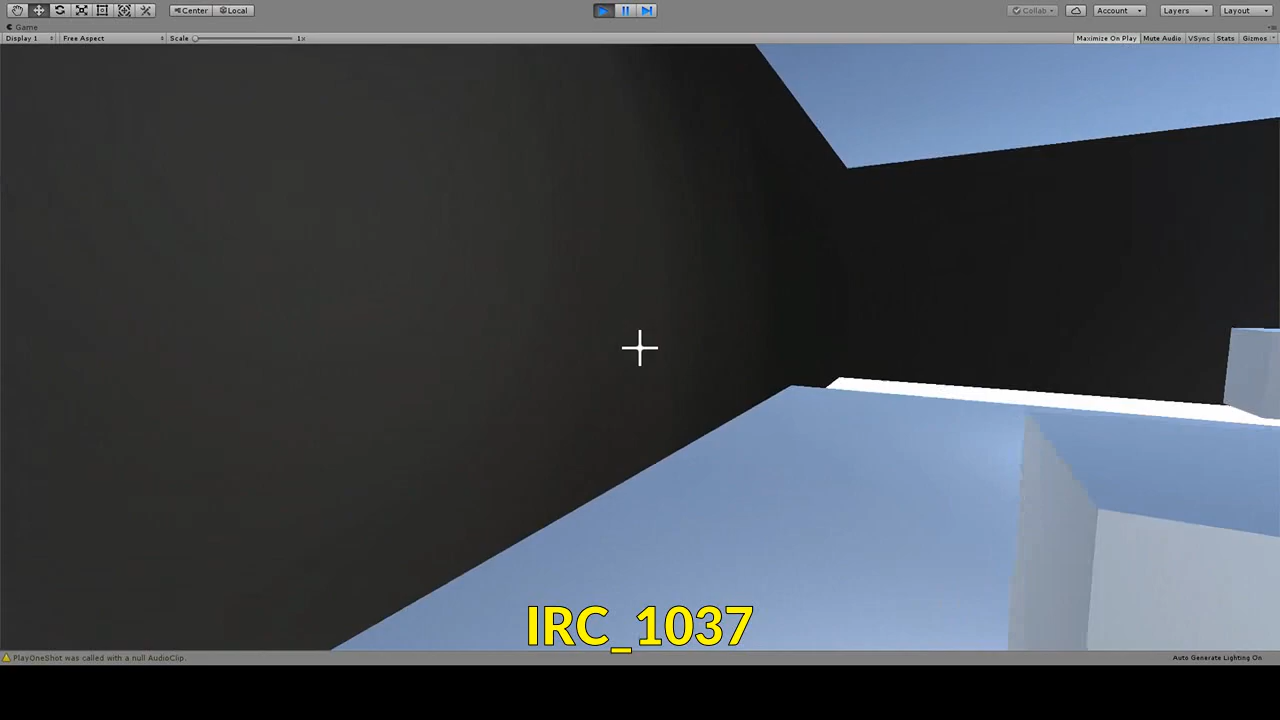 Center Local Collab Account Layers Layout
Game
Display 1 Free Aspect Scale 1x Maximize On Play Mute Audio VSync Stats Gizmos
IRC_1037
PlayOneShot was called with a null AudioClip. Auto Generate Lighting On